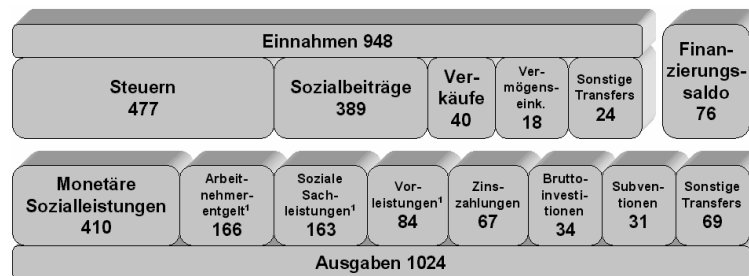 Einnahmen 948
Finan-
zierungs-
saldo
76
Steuern
477
Sozialbeiträge
389
Ver-
käufe
40
Ver-
mögens-
eink.
18
Sonstige
Transfers
24
Monetäre
Sozialleistungen
410
Arbeit-
nehmer-
entgelt¹
166
Soziale
Sach-
leistungen¹
163
Vor-
leistungen¹
84
Zins-
zahlungen
67
Brutto-
investi-
tionen
34
Subven-
tionen
31
Sonstige
Transfers
69
Ausgaben 1024